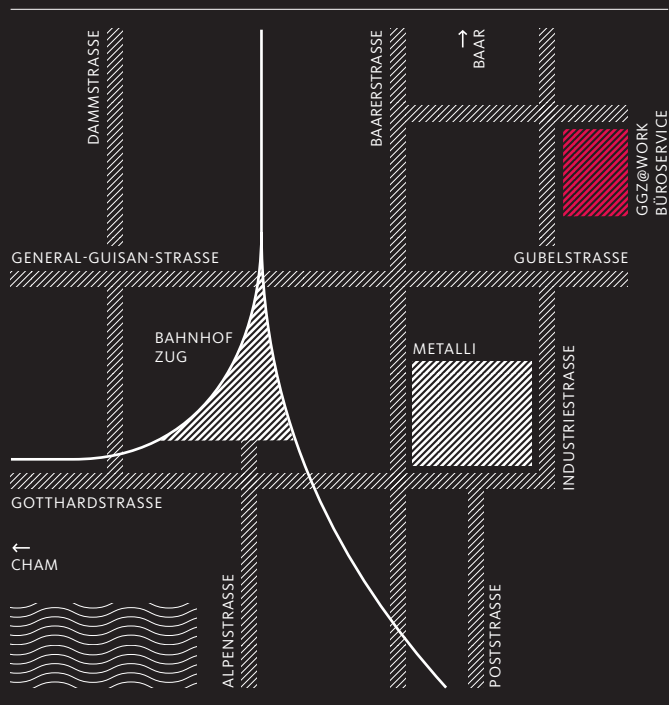 DAMMSTRASSE
BAARERSTRASSE
↑
BAAR
GGZ@WORK
BÜROSERVICE
GENERAL-GUISAN-STRASSE
GUBELSTRASSE
BAHNHOF
ZUG
METALLI
INDUSTRIESTRASSE
GOTTHARDSTRASSE
←
CHAM
ALPENSTRASSE
POSTSTRASSE